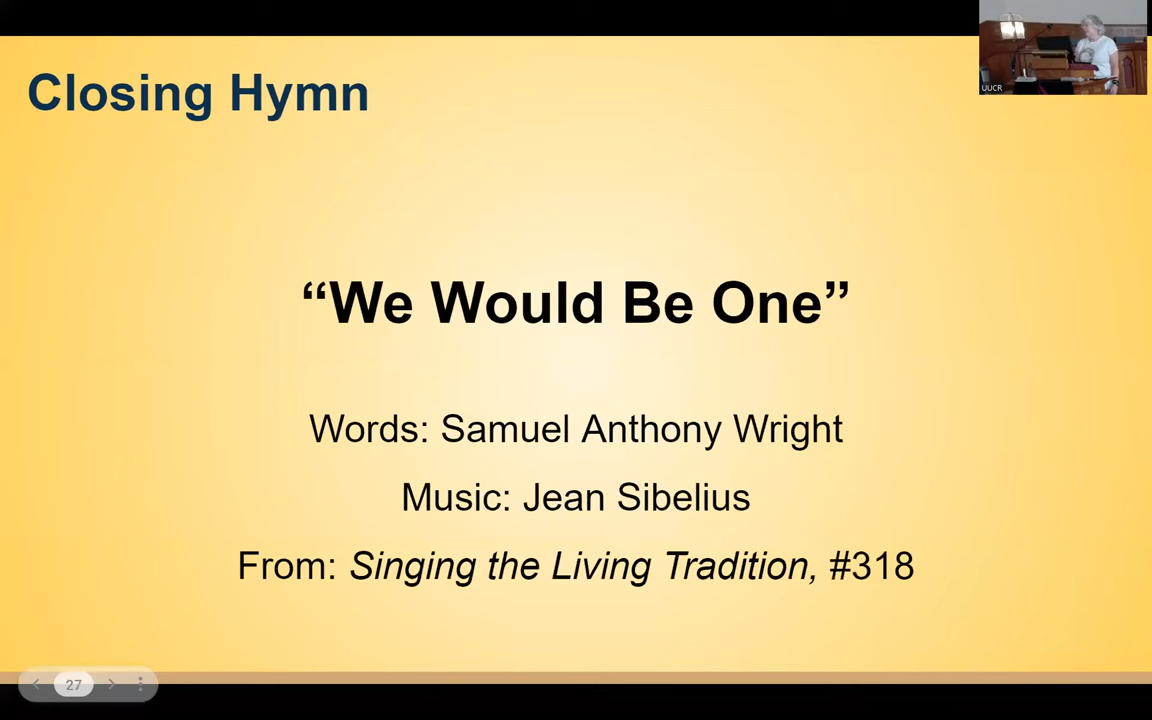 UUCR
Closing Hymn
“We Would Be One”
Words: Samuel Anthony Wright
Music: Jean Sibelius
From: Singing the Living Tradition, #318
27